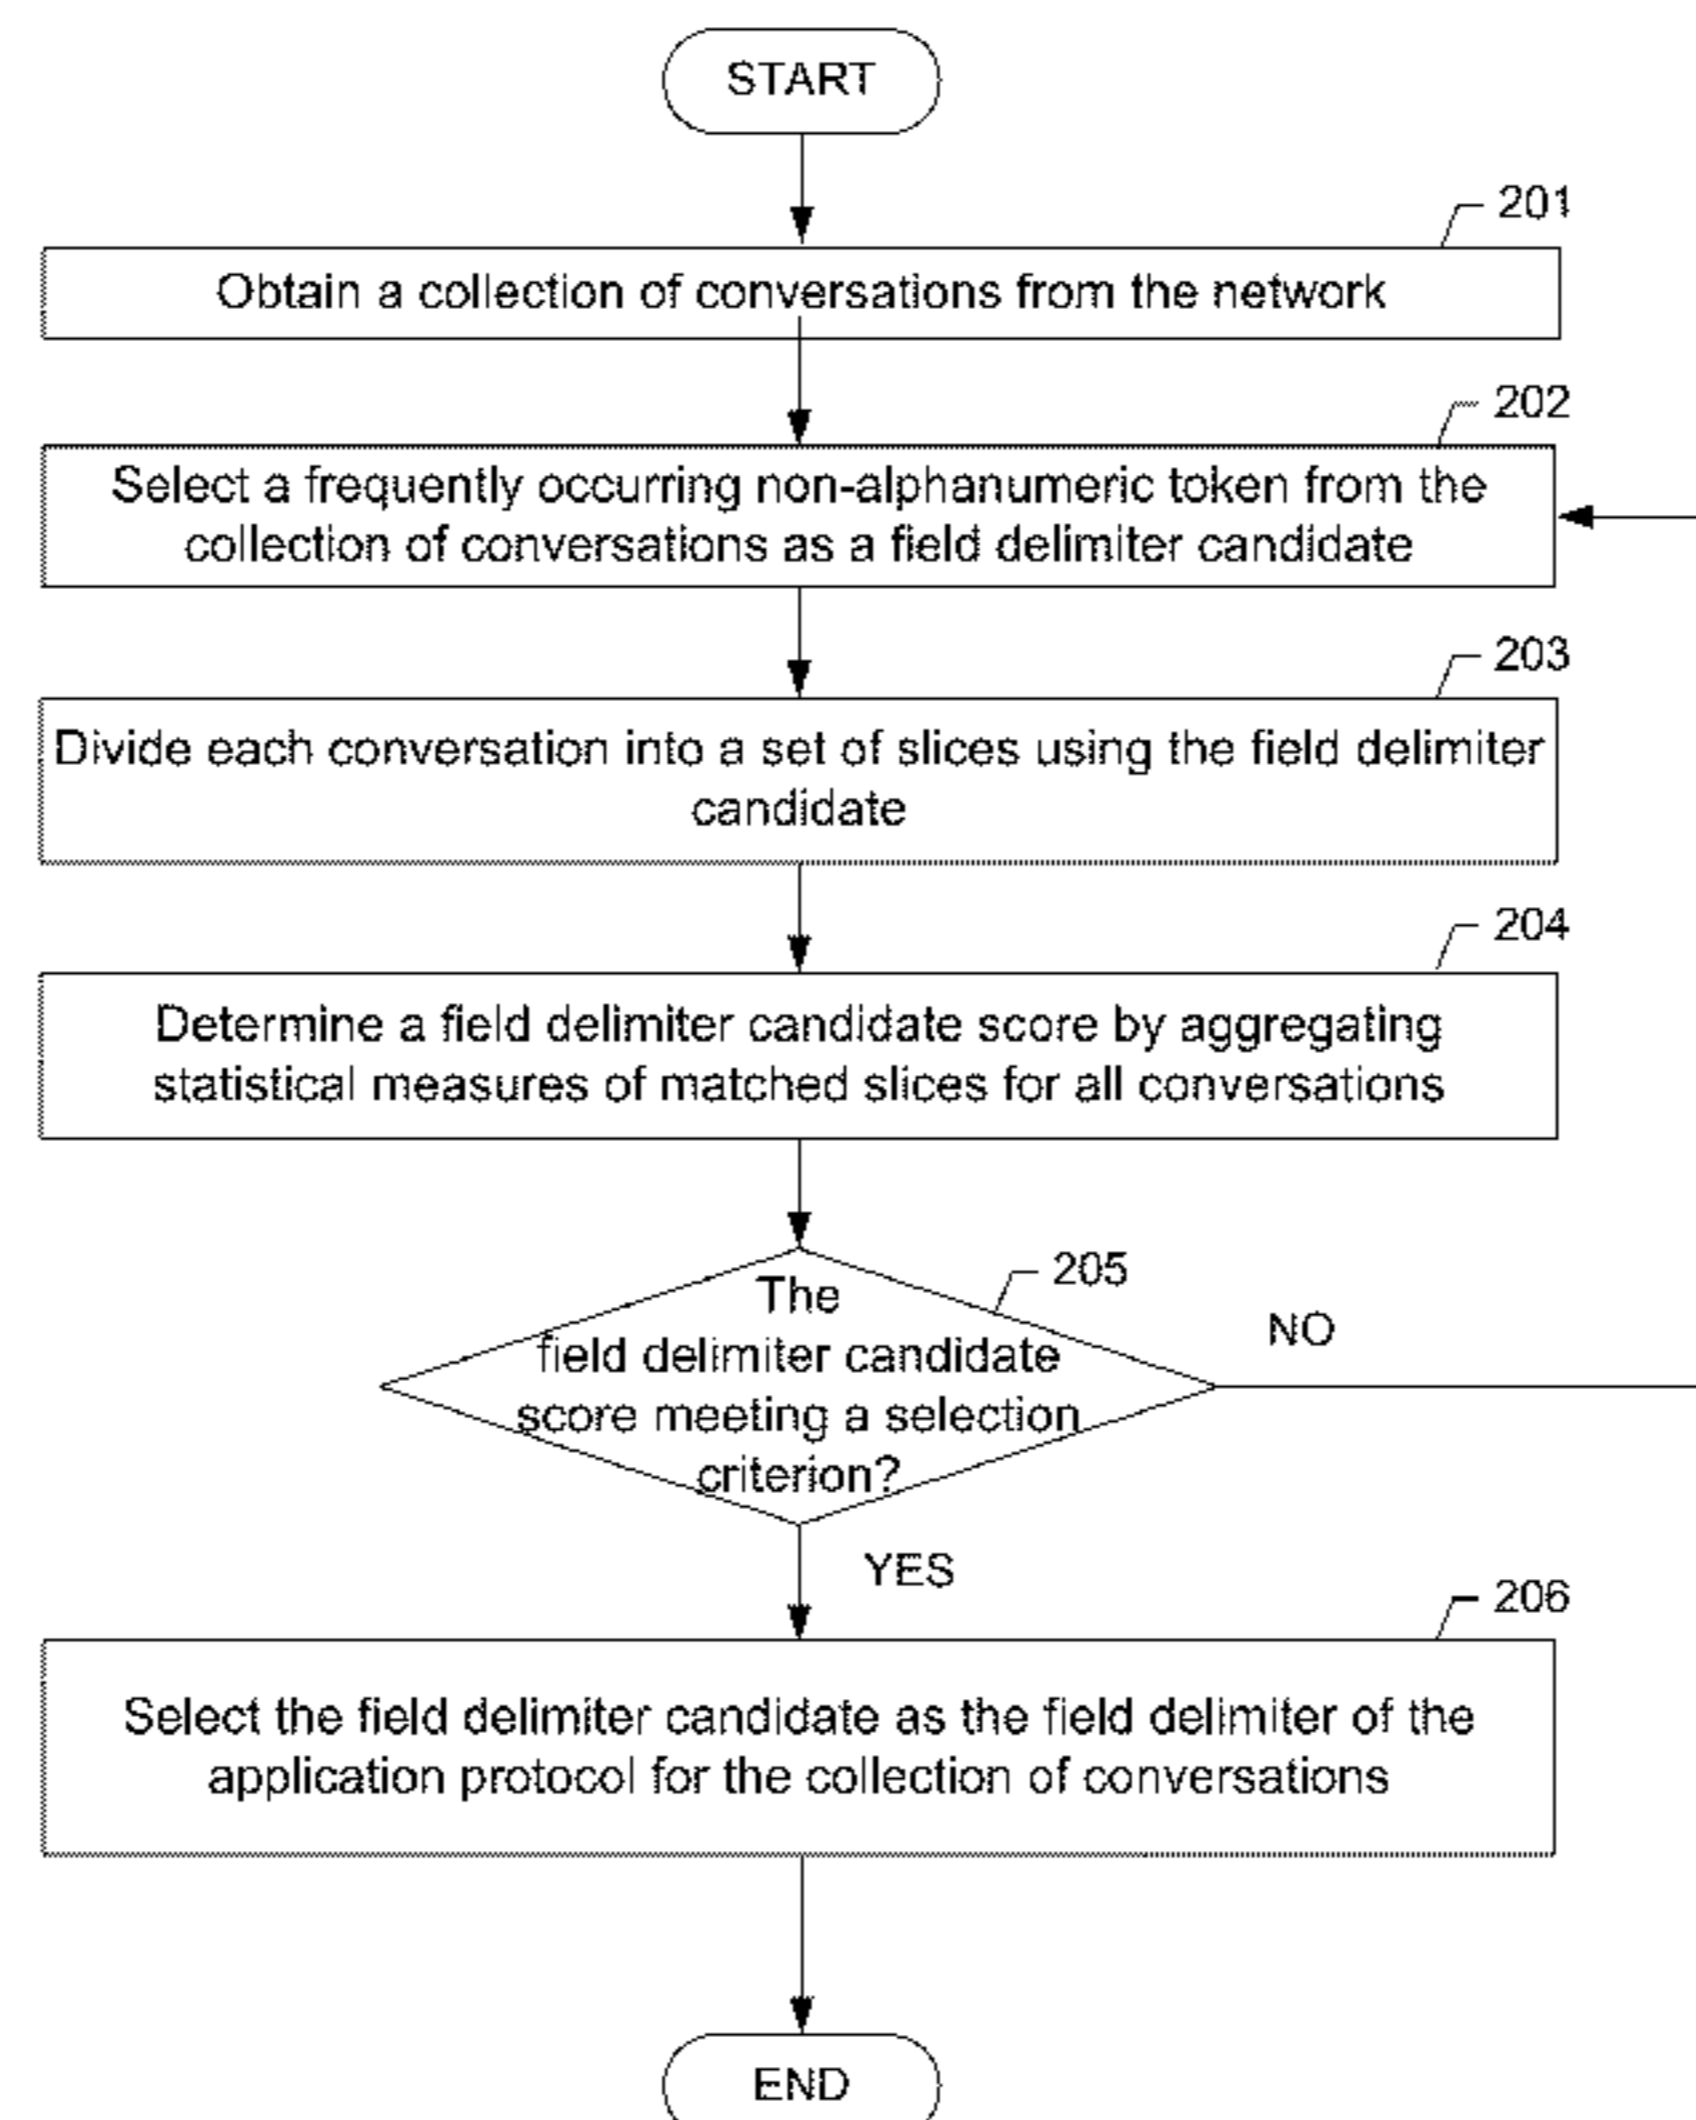 START
201
Obtain a collection of conversations from the network
202
Select a frequently occurring non-alphanumeric token from the
collection of conversations as a field delimiter candidate
203
Divide each conversation into a set of slices using the field delimiter
candidate
204
Determine a field delimiter candidate score by aggregating
statistical measures of matched slices for all conversations
205
The
field delimiter candidate
score meeting a selection
criterion?
NO
YES
206
Select the field delimiter candidate as the field delimiter of the
application protocol for the collection of conversations
END